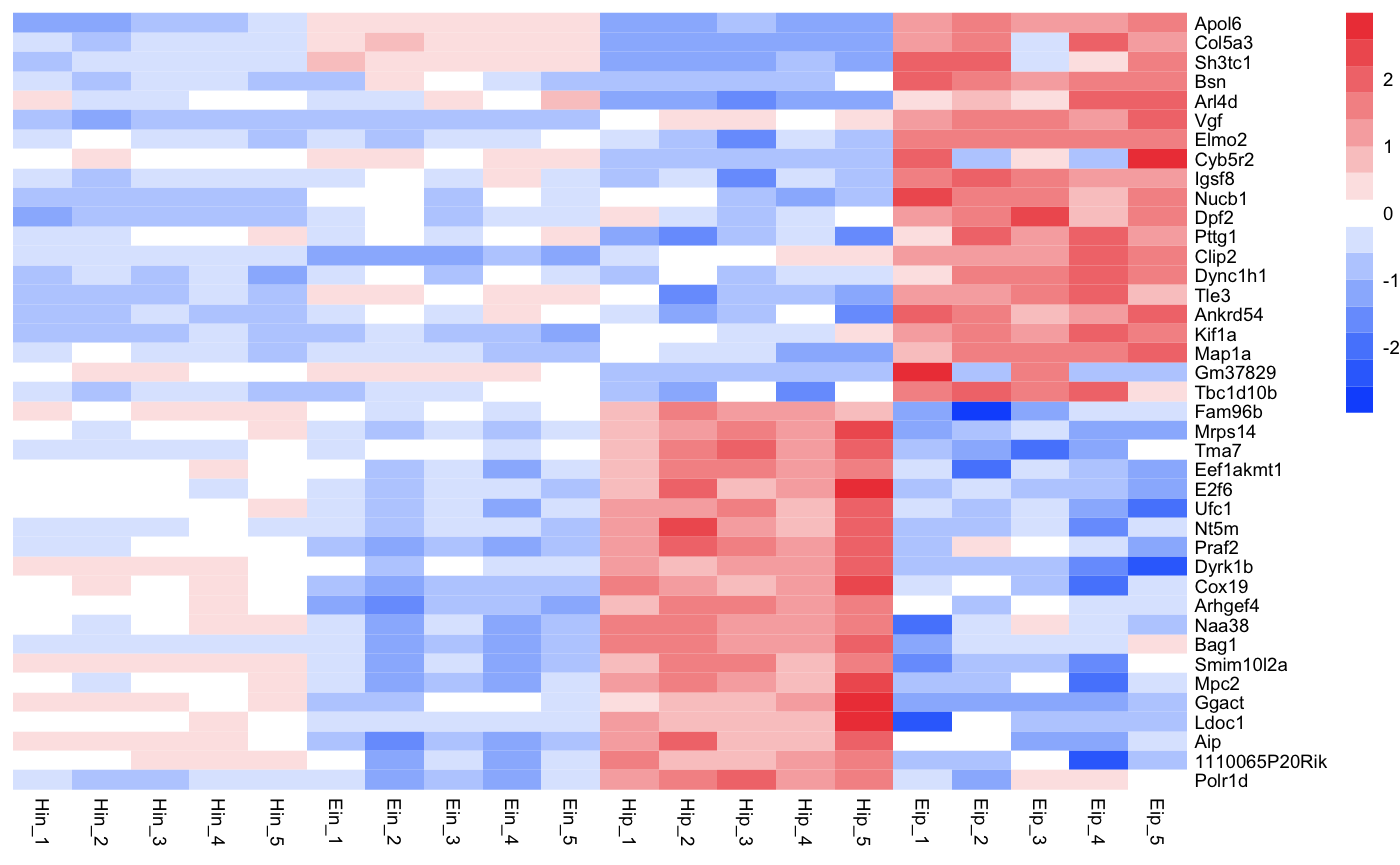 Apol6
Col5a3
Sh3tc1
Bsn
Arl4d
Vgf
Elmo2
Cyb5r2
Igsf8
Nucb1
Dpf2
Pttg1
Clip2
Dync1h1
Tle3
Ankrd54
Kif1a
Map1a
Gm37829
Tbc1d10b
Fam96b
Mrps14
Tma7
Eef1akmt1
E2f6
Ufc1
Nt5m
Praf2
Dyrk1b
Cox19
Arhgef4
Naa38
Bag1
Smim10l2a
Mpc2
Ggact
Ldoc1
Aip
1110065P20Rik
Polr1d
2
1
0
-1
-2
Hin_1
Hin_2
Hin_3
Hin_4
Hin_5
Ein_1
Ein_2
Ein_3
Ein_4
Ein_5
Hip_1
Hip_2
Hip_3
Hip_4
Hip_5
Eip_1
Eip_2
Eip_3
Eip_4
Eip_5